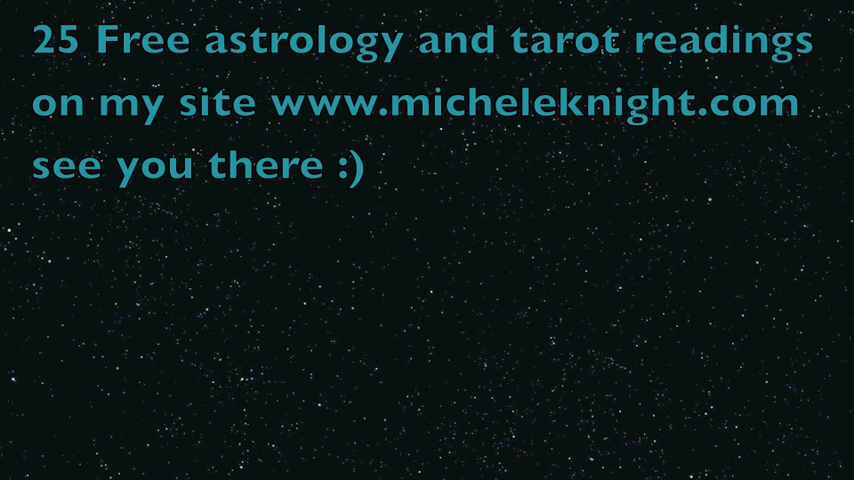 25 Free astrology and tarot readings
on my site www.micheleknight.com
see you there :)